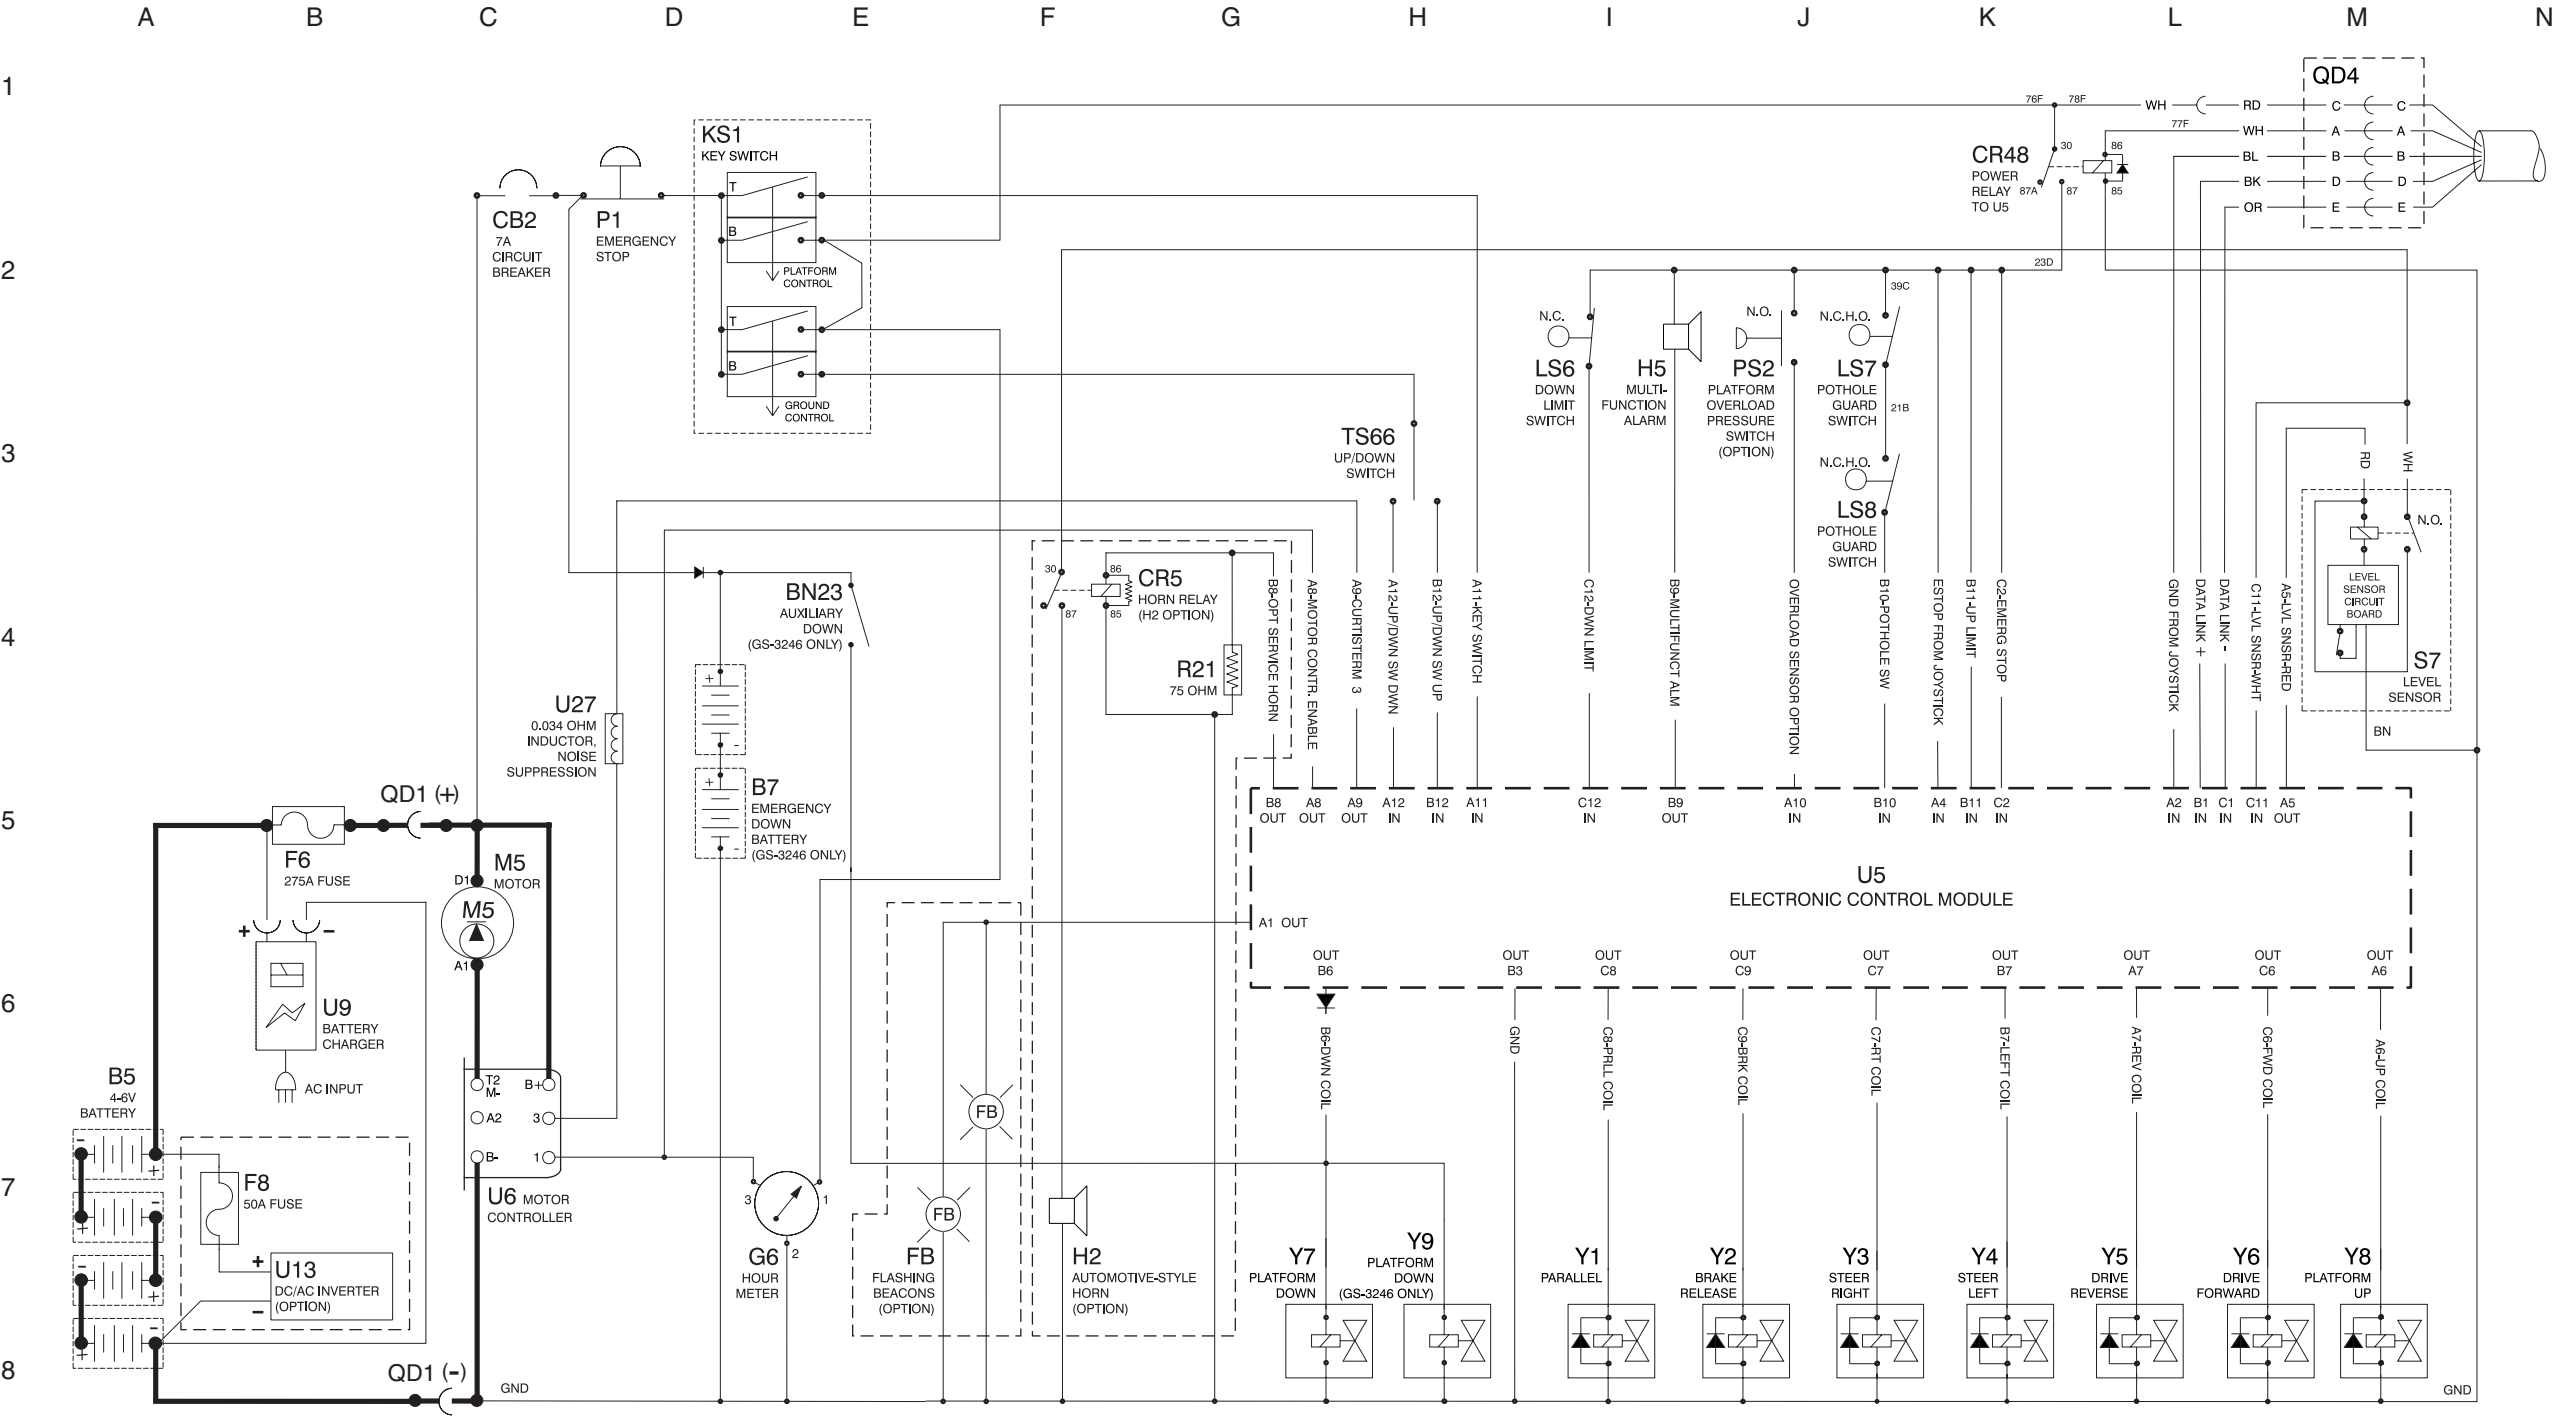 A B C D E F G H I J K L M N
1
2
3
4
5
6
7
8
QD4
C C
A A
B B
D D
E E
WH RD
WH
BL
BK
OR
76F 78F
77F
CR48
POWER
RELAY
TO U5
30
86
87A
87
85
23D
KS1
KEY SWITCH
T
B
PLATFORM
CONTROL
T
B
GROUND
CONTROL
CB2
7A
CIRCUIT
BREAKER
P1
EMERGENCY
STOP
N.C.
LS6
DOWN
LIMIT
SWITCH
H5
MULTI-
FUNCTION
ALARM
N.O.
PS2
PLATFORM
OVERLOAD
PRESSURE
SWITCH
(OPTION)
39C
N.C.H.O.
LS7
POTHOLE
GUARD
SWITCH
21B
N.C.H.O.
LS8
POTHOLE
GUARD
SWITCH
TS66
UP/DOWN
SWITCH
RD
WH
N.O.
LEVEL
SENSOR
CIRCUIT
BOARD
S7
LEVEL
SENSOR
BN
BN23
AUXILIARY
DOWN
(GS-3246 ONLY)
30
87
86
85
CR5
HORN RELAY
(H2 OPTION)
R21
75 OHM
U27
0.034 OHM
INDUCTOR,
NOISE
SUPPRESSION
+
-
+
-
B7
EMERGENCY
DOWN
BATTERY
(GS-3246 ONLY)
B8-OPT SERVICE HORN
A8-MOTOR CONTR. ENABLE
A9-CURTISTERM 3
A12-UP/DWN SW DWN
B12-UP/DWN SW UP
A11-KEY SWITCH
C12-DWN LIMIT
B9-MULTIFUNCT ALM
OVERLOAD SENSOR OPTION
B10-POTHOLE SW
ESTOP FROM JOYSTICK
B11-UP LIMIT
C2-EMERG STOP
GND FROM JOYSTICK
DATA LINK +
DATA LINK -
C11-LVL SNSR-WHT
A5-LVL SNSR-RED
B8 A8 A9 A12 B12 A11 C12 B9 A10 B10 A4 B11 C2 A2 B1 C1 C11 A5
OUT OUT OUT IN IN IN IN OUT IN IN IN IN IN IN IN IN IN OUT
U5
ELECTRONIC CONTROL MODULE
A1 OUT
OUT OUT OUT OUT OUT OUT OUT OUT OUT
B6 B3 C8 C9 C7 B7 A7 C6 A6
B6-DWN COIL
GND
C8-PRLL COIL
C9-BRK COIL
C7-RT COIL
B7-LEFT COIL
A7-REV COIL
C6-FWD COIL
A6-UP COIL
QD1 (+)
F6
275A FUSE
M5
MOTOR
D1
M5
A1
+ -
U9
BATTERY
CHARGER
AC INPUT
B5
4-6V
BATTERY
- +
+ -
- +
+ -
F8
50A FUSE
+
U13
DC/AC INVERTER
(OPTION)
-
T2
M-
B+
A2
3
B-
1
U6 MOTOR
CONTROLLER
QD1 (-)
GND
3
1
2
G6
HOUR
METER
FB
FB
FB
FLASHING
BEACONS
(OPTION)
H2
AUTOMOTIVE-STYLE
HORN
(OPTION)
Y7
PLATFORM
DOWN
Y9
PLATFORM
DOWN
(GS-3246 ONLY)
Y1
PARALLEL
Y2
BRAKE
RELEASE
Y3
STEER
RIGHT
Y4
STEER
LEFT
Y5
DRIVE
REVERSE
Y6
DRIVE
FORWARD
Y8
PLATFORM
UP
GND